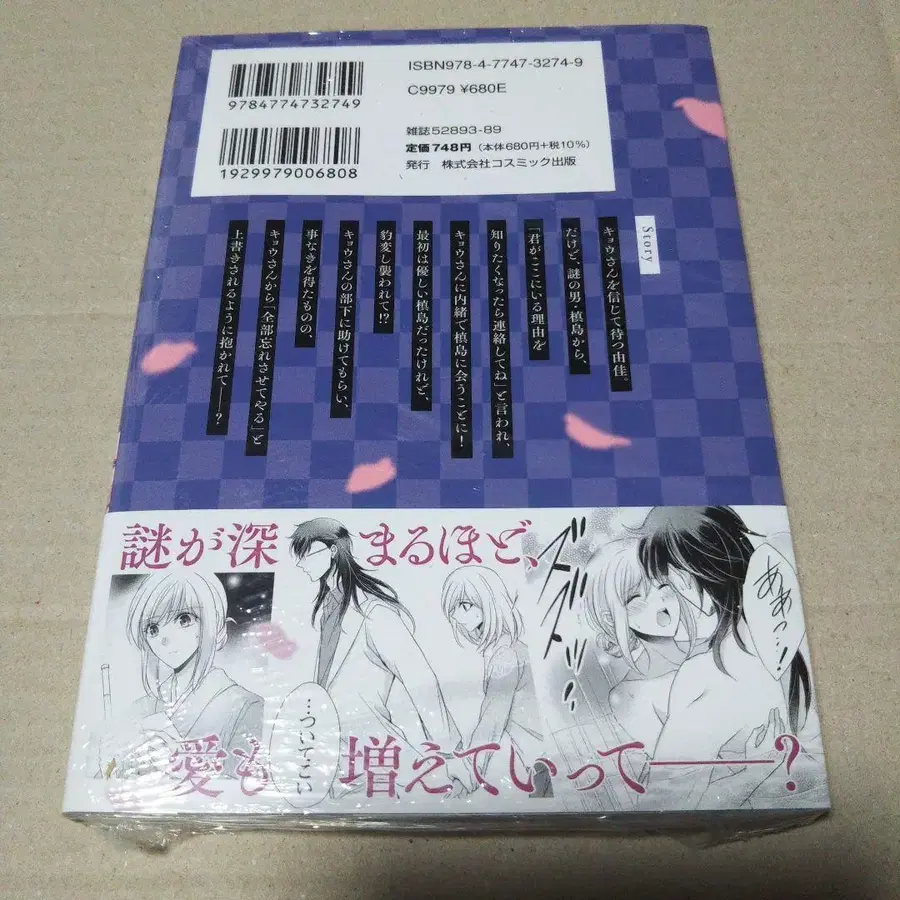 ISBN978-4-7747-3274-9
C9979 ¥680E
9784774732749
雑誌52893-89
定価748円(本体680円+税10%)
発行 株式会社コスミック出版
1929979006808
Story
キョウさんを信じて待つ由佳。
だけど、謎の男 槙島から、
「君がここにいる理由を
知りたくなったら連絡してね」と言われ、
キョウさんに内緒で槙島に会うことに!
最初は優しい槙島だったけれど、
豹変し襲われて!?
キョウさんの部下に助けてもらい、
事なきを得たものの、
キョウさんから「全部忘れさせてやる」と
上書きされるように抱かれて――?
謎が深まるほど、
ズッ
ズッ
ああっ…!
…ついてこい
愛も増えていって――?